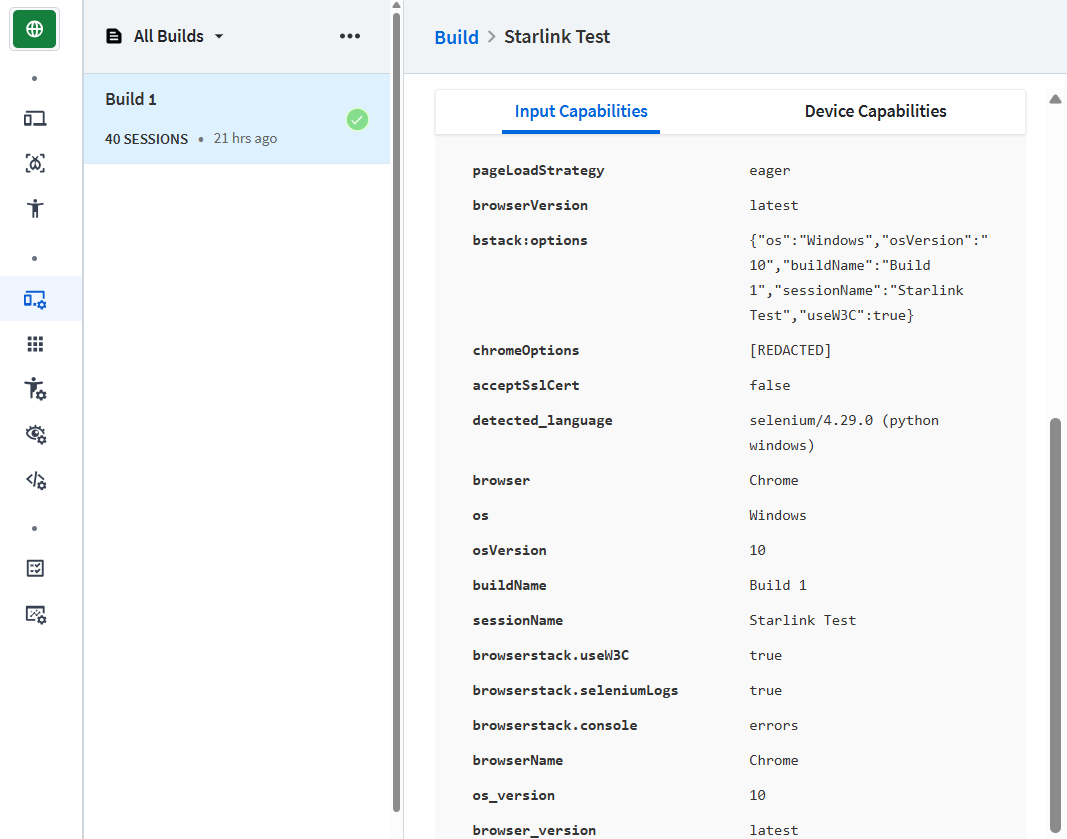 All Builds
Build 1
40 SESSIONS • 21 hrs ago
Build > Starlink Test
Input Capabilities Device Capabilities
pageLoadStrategy eager
browserVersion latest
bstack:options {"os":"Windows","osVersion":"
10","buildName":"Build
1","sessionName":"Starlink
Test","useW3C":true}
chromeOptions [REDACTED]
acceptSslCert false
detected_language selenium/4.29.0 (python
windows)
browser Chrome
os Windows
osVersion 10
buildName Build 1
sessionName Starlink Test
browserstack.useW3C true
browserstack.seleniumLogs true
browserstack.console errors
browserName Chrome
os_version 10
browser_version latest